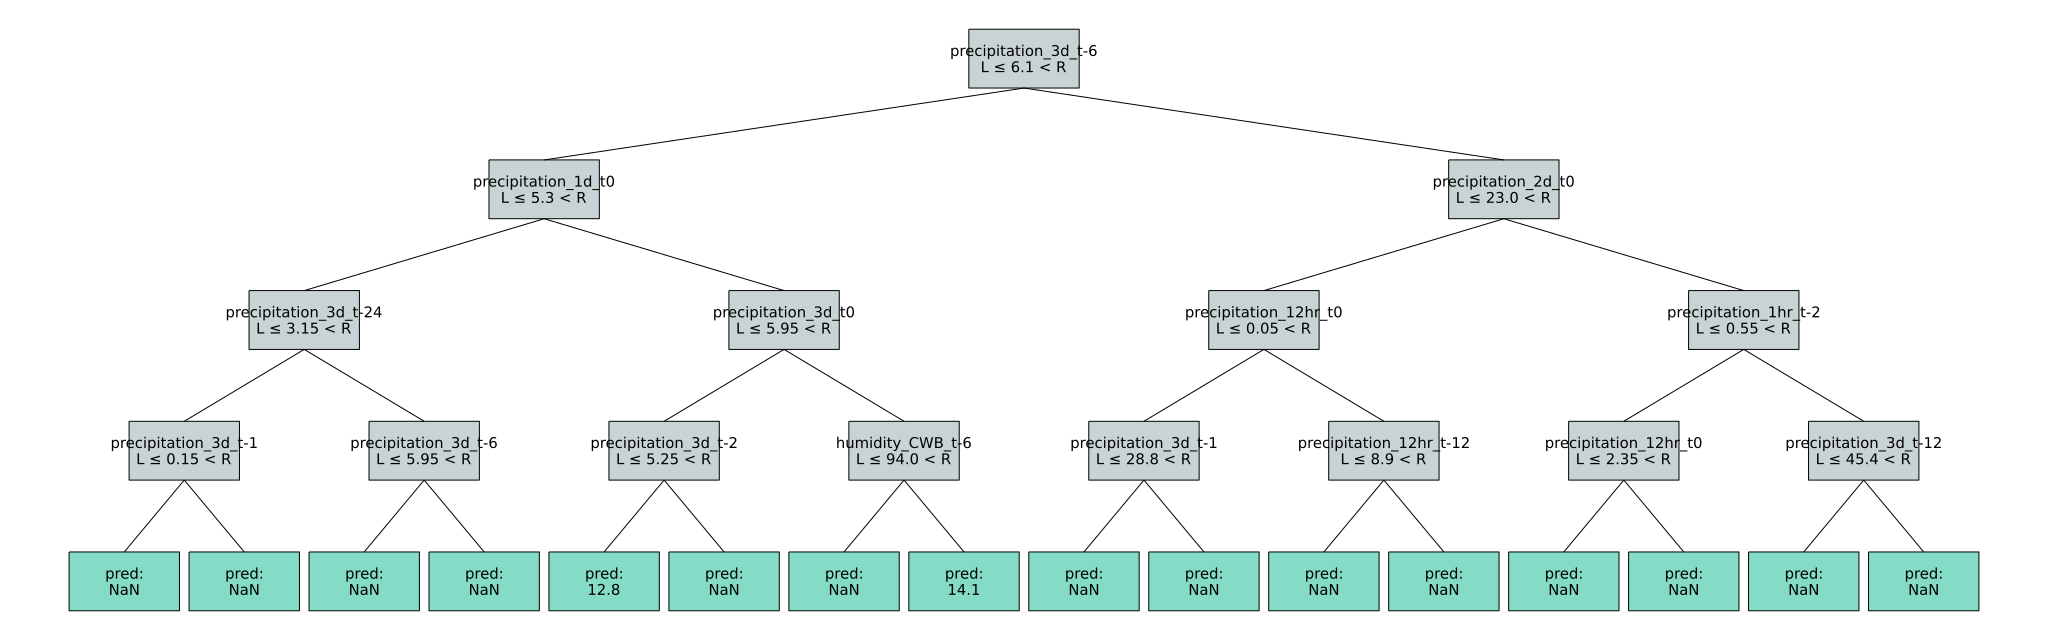 precipitation_3d_t-6
L ≤ 6.1 < R
precipitation_1d_t0
L ≤ 5.3 < R
precipitation_2d_t0
L ≤ 23.0 < R
precipitation_3d_t-24
L ≤ 3.15 < R
precipitation_3d_t0
L ≤ 5.95 < R
precipitation_12hr_t0
L ≤ 0.05 < R
precipitation_1hr_t-2
L ≤ 0.55 < R
precipitation_3d_t-1
L ≤ 0.15 < R
precipitation_3d_t-6
L ≤ 5.95 < R
precipitation_3d_t-2
L ≤ 5.25 < R
humidity_CWB_t-6
L ≤ 94.0 < R
precipitation_3d_t-1
L ≤ 28.8 < R
precipitation_12hr_t-12
L ≤ 8.9 < R
precipitation_12hr_t0
L ≤ 2.35 < R
precipitation_3d_t-12
L ≤ 45.4 < R
pred:
NaN
pred:
NaN
pred:
NaN
pred:
NaN
pred:
12.8
pred:
NaN
pred:
NaN
pred:
14.1
pred:
NaN
pred:
NaN
pred:
NaN
pred:
NaN
pred:
NaN
pred:
NaN
pred:
NaN
pred:
NaN